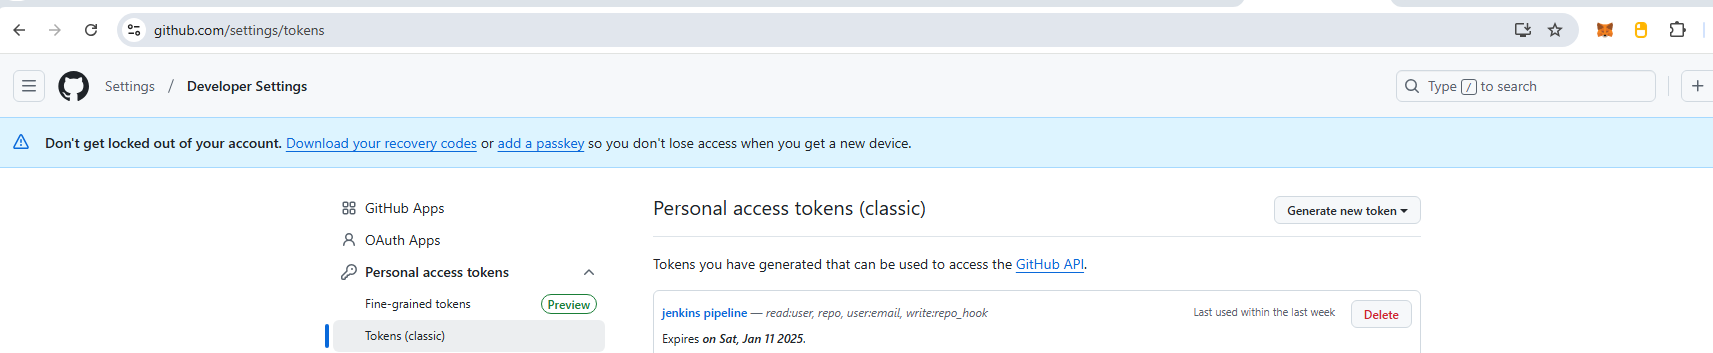 github.com/settings/tokens
Settings / Developer Settings
Type / to search
Don't get locked out of your account. Download your recovery codes or add a passkey so you don't lose access when you get a new device.
GitHub Apps
OAuth Apps
Personal access tokens
Fine-grained tokens Preview
Tokens (classic)
Personal access tokens (classic)
Generate new token
Tokens you have generated that can be used to access the GitHub API.
jenkins pipeline — read:user, repo, user:email, write:repo_hook
Last used within the last week
Delete
Expires on Sat, Jan 11 2025.